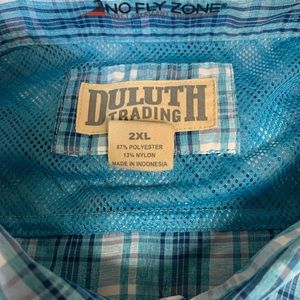 NO FLY ZONE®
DULUTH
TRADING
2XL
87% POLYESTER
13% NYLON
MADE IN INDONESIA